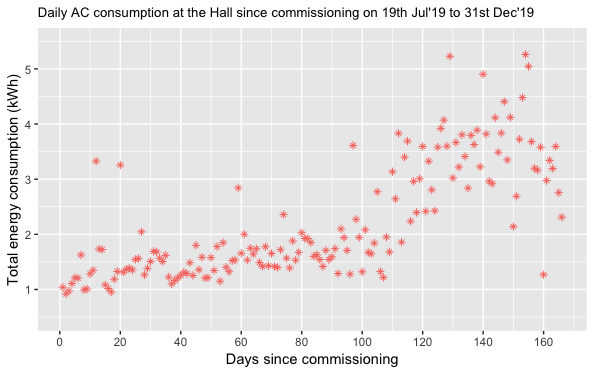 Daily AC consumption at the Hall since commissioning on 19th Jul'19 to 31st Dec'19
Total energy consumption (kWh)
5
4
3
2
1
0 20 40 60 80 100 120 140 160
Days since commissioning